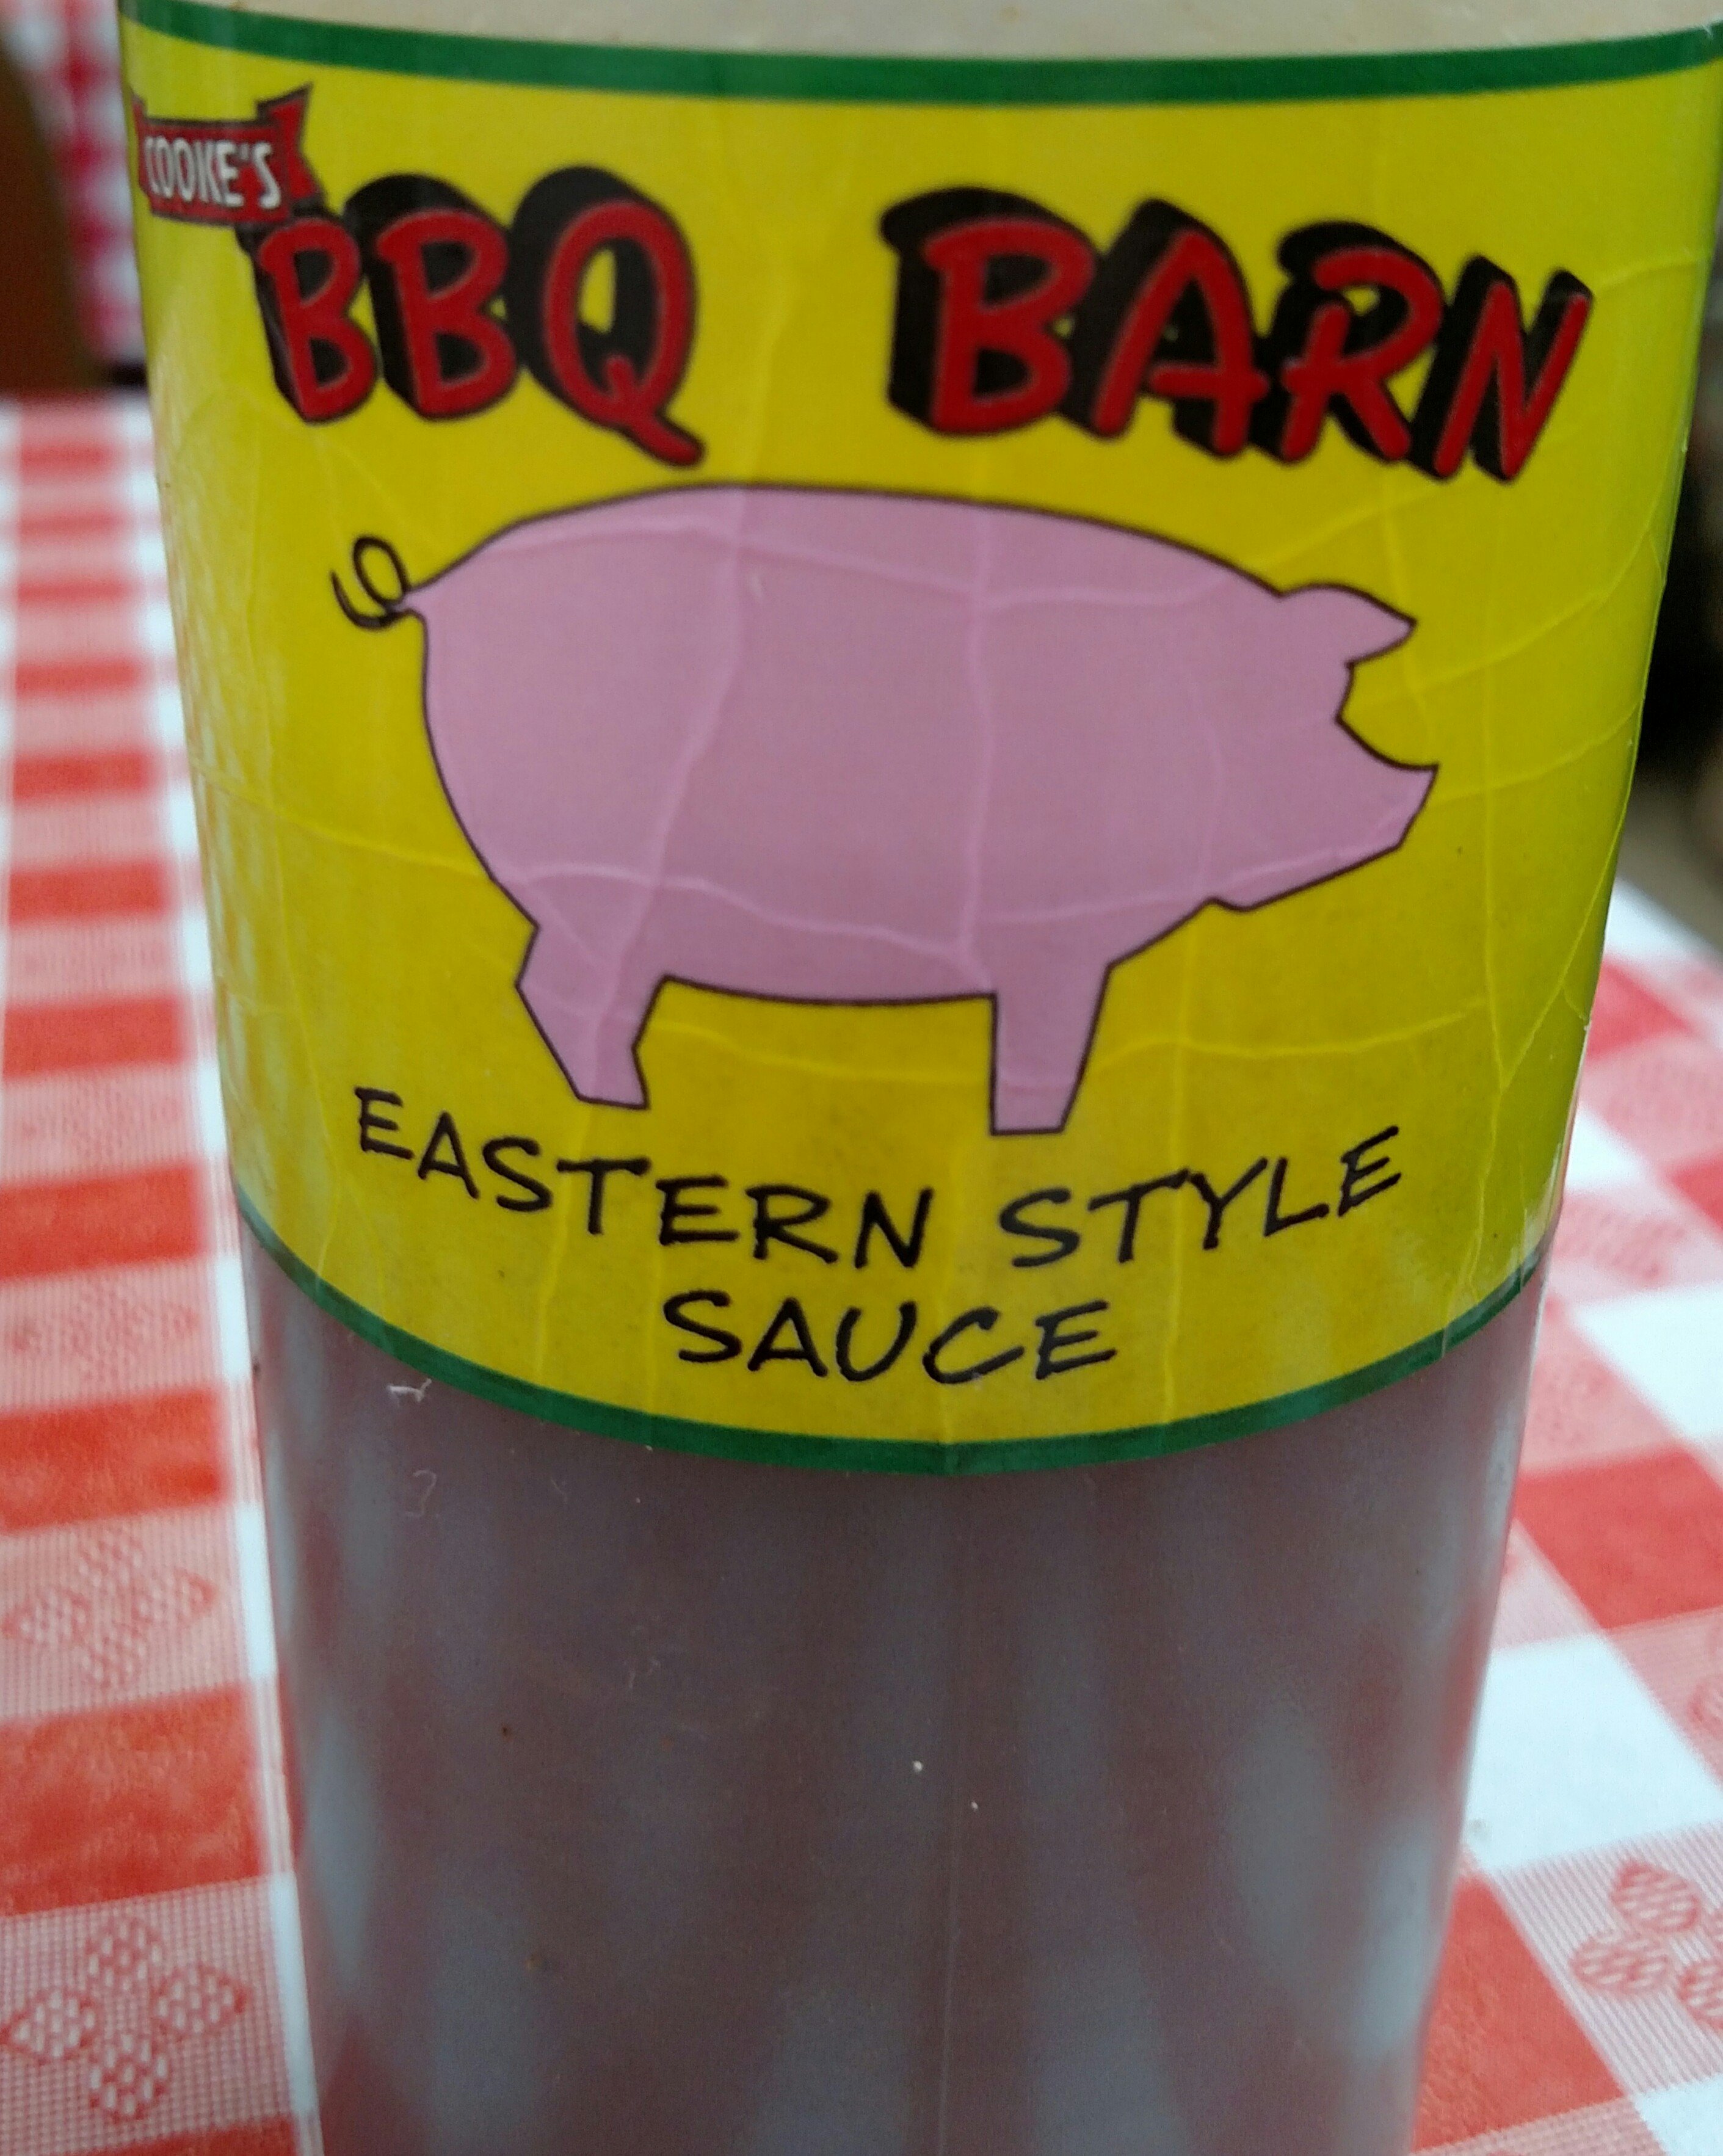 COOKE'S
BBQ BARN
EASTERN STYLE
SAUCE